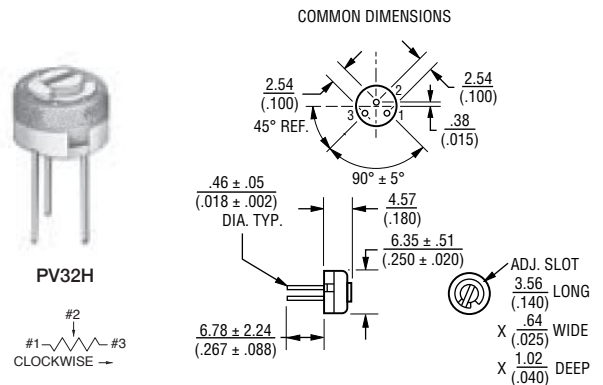 COMMON DIMENSIONS
2.54
(.100)
2.54
(.100)
2
3
1
45° REF.
.38
(.015)
90° ± 5°
.46 ± .05
(.018 ± .002)
DIA. TYP.
4.57
(.180)
6.35 ± .51
(.250 ± .020)
PV32H
ADJ. SLOT
3.56
(.140) LONG
X .64
(.025) WIDE
X 1.02
(.040) DEEP
6.78 ± 2.24
(.267 ± .088)
#2
#1 #3
CLOCKWISE →